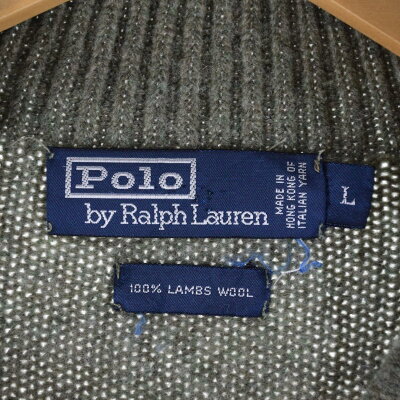 Polo
by Ralph Lauren
MADE IN
HONG KONG OF
ITALIAN YARN
L
100% LAMBS WOOL